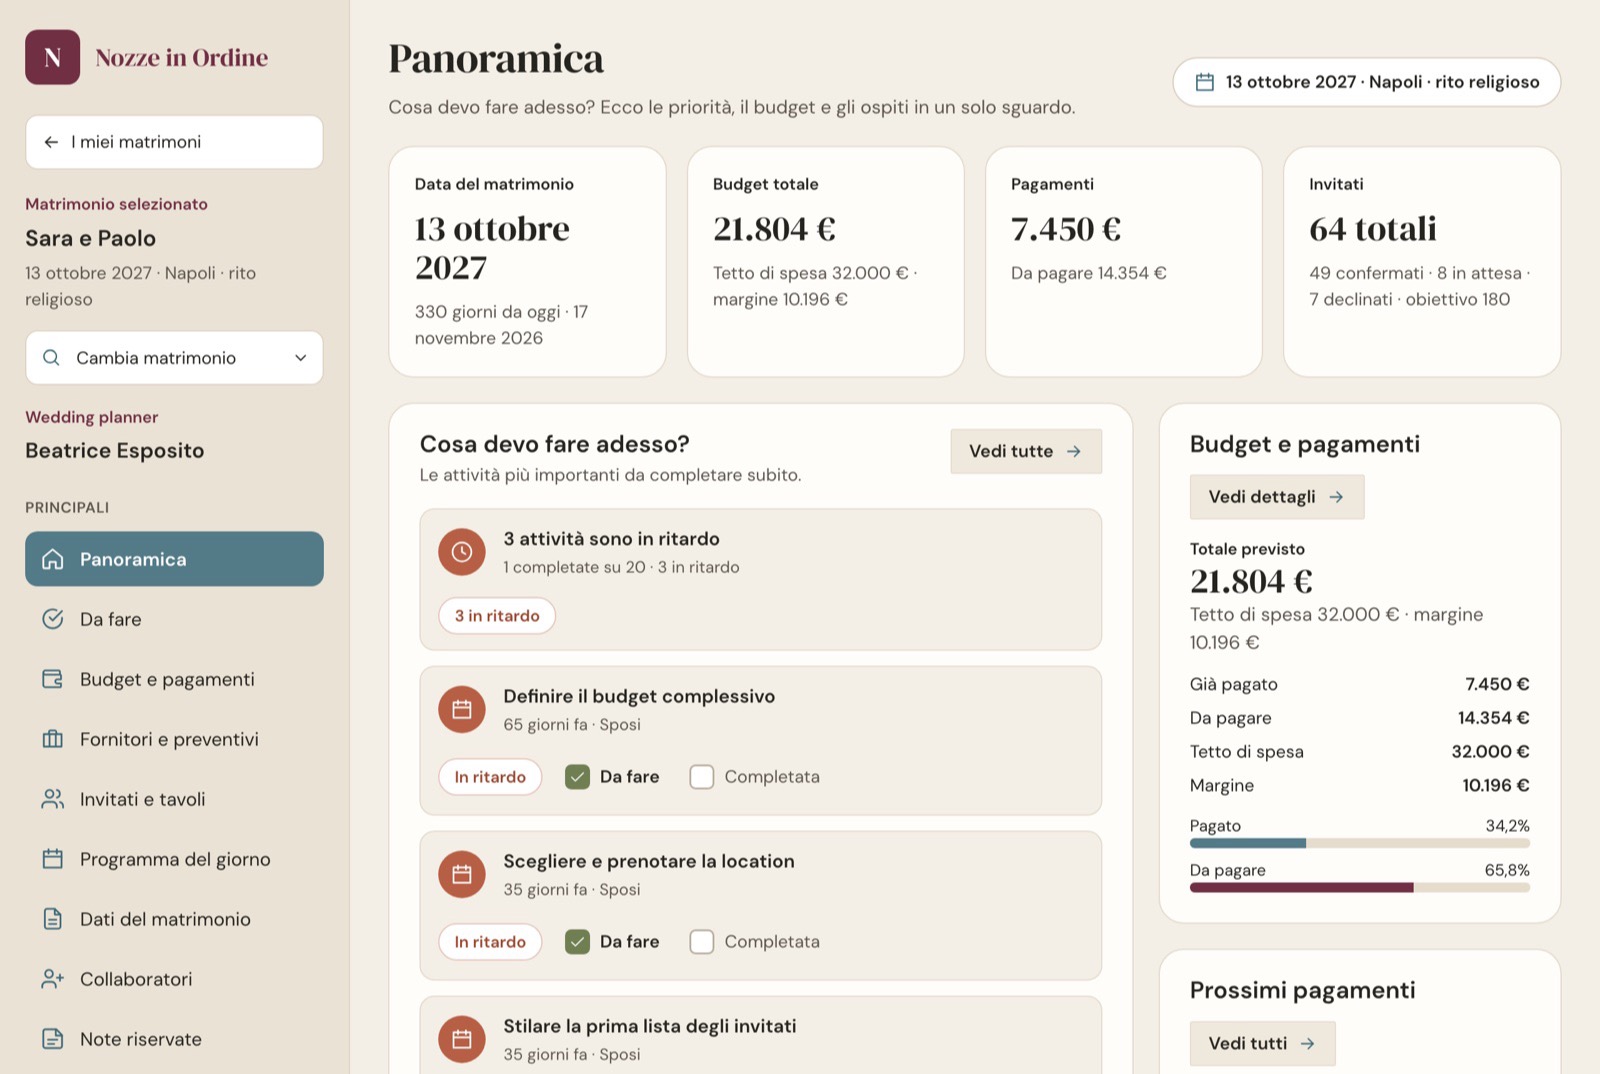 N
Nozze in Ordine
← I miei matrimoni
Matrimonio selezionato
Sara e Paolo
13 ottobre 2027 · Napoli · rito
religioso
Cambia matrimonio
Wedding planner
Beatrice Esposito
PRINCIPALI
Panoramica
Da fare
Budget e pagamenti
Fornitori e preventivi
Invitati e tavoli
Programma del giorno
Dati del matrimonio
Collaboratori
Note riservate
Panoramica
Cosa devo fare adesso? Ecco le priorità, il budget e gli ospiti in un solo sguardo.
13 ottobre 2027 · Napoli · rito religioso
Data del matrimonio
13 ottobre
2027
330 giorni da oggi · 17
novembre 2026
Budget totale
21.804 €
Tetto di spesa 32.000 € ·
margine 10.196 €
Pagamenti
7.450 €
Da pagare 14.354 €
Invitati
64 totali
49 confermati · 8 in attesa ·
7 declinati · obiettivo 180
Cosa devo fare adesso?
Le attività più importanti da completare subito.
Vedi tutte →
3 attività sono in ritardo
1 completate su 20 · 3 in ritardo
3 in ritardo
Definire il budget complessivo
65 giorni fa · Sposi
In ritardo Da fare Completata
Scegliere e prenotare la location
35 giorni fa · Sposi
In ritardo Da fare Completata
Stilare la prima lista degli invitati
35 giorni fa · Sposi
Budget e pagamenti
Vedi dettagli →
Totale previsto
21.804 €
Tetto di spesa 32.000 € · margine
10.196 €
Già pagato 7.450 €
Da pagare 14.354 €
Tetto di spesa 32.000 €
Margine 10.196 €
Pagato 34,2%
Da pagare 65,8%
Prossimi pagamenti
Vedi tutti →